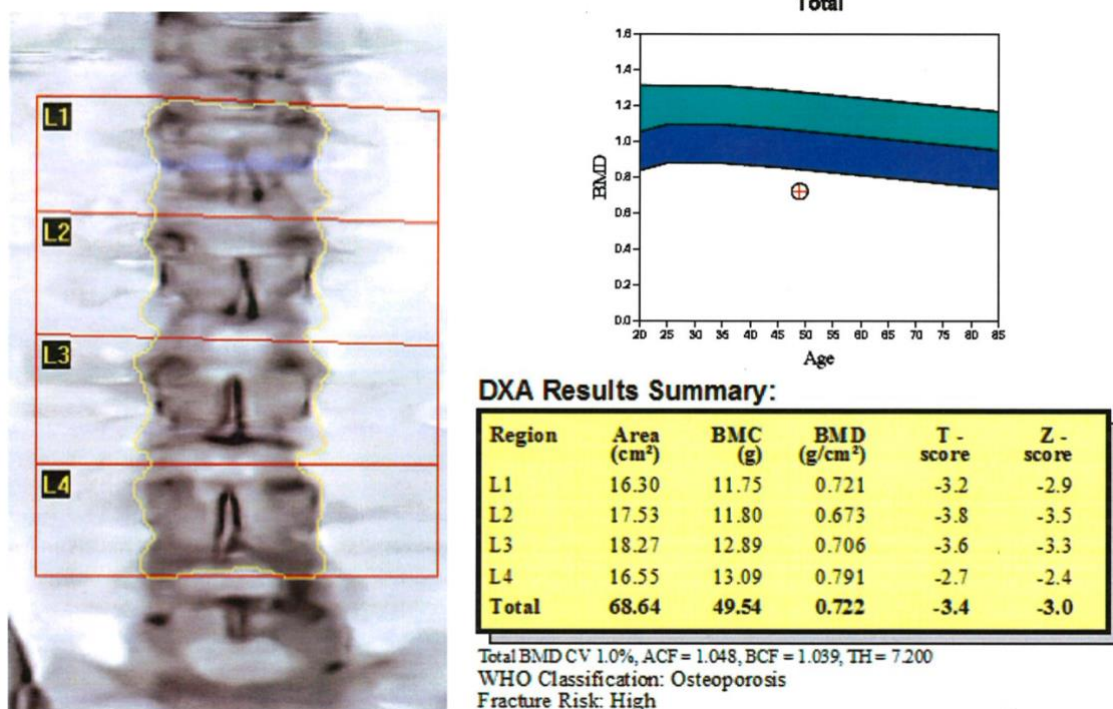 L1
L2
L3
L4
Total
1.6
1.4
1.2
1.0
0.8
0.6
0.4
0.2
0.0
BMD
20 25 30 35 40 45 50 55 60 65 70 75 80 85
Age
DXA Results Summary:
Region Area (cm²) BMC (g) BMD (g/cm²) T - score Z - score
L1 16.30 11.75 0.721 -3.2 -2.9
L2 17.53 11.80 0.673 -3.8 -3.5
L3 18.27 12.89 0.706 -3.6 -3.3
L4 16.55 13.09 0.791 -2.7 -2.4
Total 68.64 49.54 0.722 -3.4 -3.0
Total BMD CV 1.0%, ACF = 1.048, BCF = 1.039, TH = 7.200
WHO Classification: Osteoporosis
Fracture Risk: High